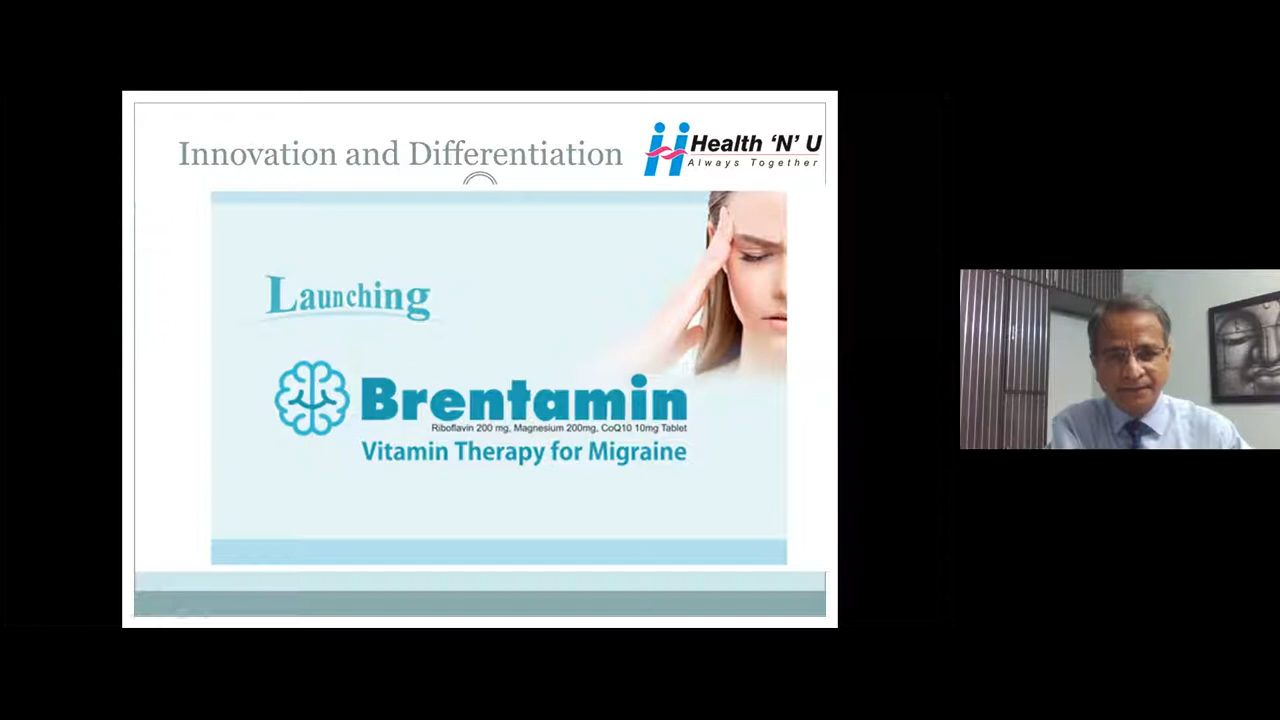 Innovation and Differentiation
Health ‘N’ U
Always Together
Launching
Brentamin
Riboflavin 200 mg, Magnesium 200mg, CoQ10 10mg Tablet
Vitamin Therapy for Migraine